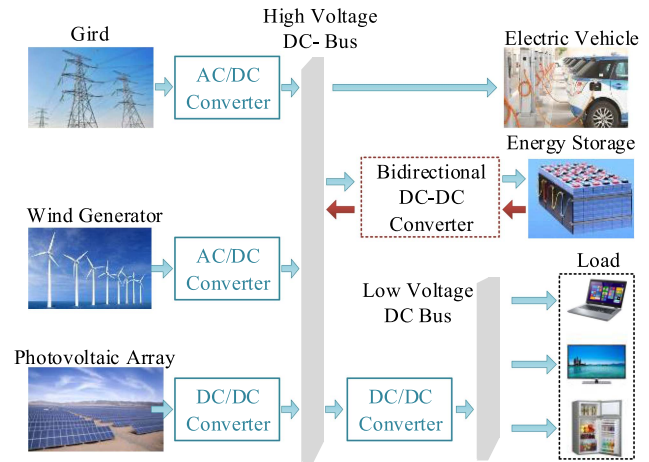 High Voltage
DC- Bus
Gird
Electric Vehicle
AC/DC
Converter
Energy Storage
Bidirectional
DC-DC
Converter
Wind Generator
AC/DC
Converter
Load
Low Voltage
DC Bus
Photovoltaic Array
DC/DC
Converter
DC/DC
Converter